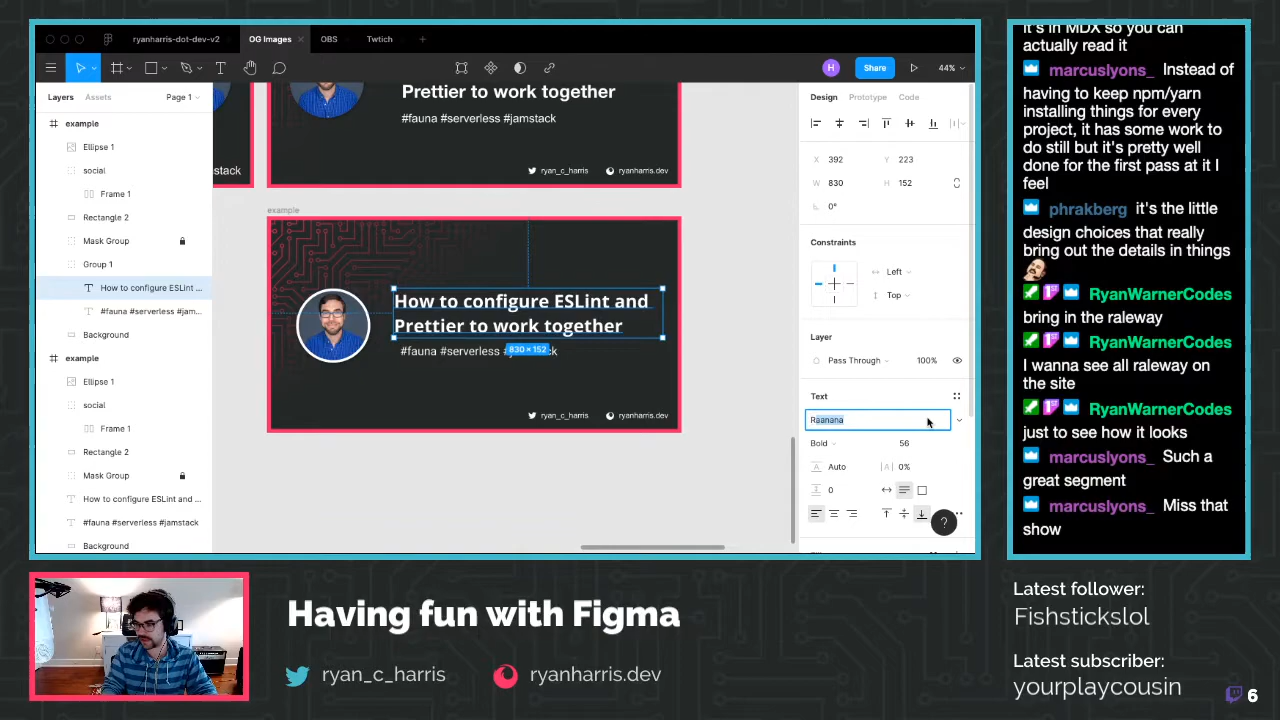 ryanharris-dot-dev-v2
OG Images
OBS
Twtich
H
Share
44%
Layers
Assets
Page 1
example
Ellipse 1
social
Frame 1
Rectangle 2
Mask Group
Group 1
How to configure ESLint ...
#fauna #serverless #jam...
Background
example
Ellipse 1
social
Frame 1
Rectangle 2
Mask Group
How to configure ESLint and ...
#fauna #serverless #jamstack
Background
stack
Prettier to work together
#fauna #serverless #jamstack
ryan_c_harris
ryanharris.dev
example
How to configure ESLint and
Prettier to work together
830 × 152
#fauna #serverless
ryan_c_harris
ryanharris.dev
Design
Prototype
Code
X 392
Y 223
W 830
H 152
0°
Constraints
Left
Top
Layer
Pass Through
100%
Text
Raanana
Bold
56
Auto
|A| 0%
0
?
it's in MDX so you can
actually read it
marcuslyons_ Instead of
having to keep npm/yarn
installing things for every
project, it has some work to
do still but it's pretty well
done for the first pass at it I
feel
phrakberg it's the little
design choices that really
bring out the details in things
RyanWarnerCodes
bring in the raleway
RyanWarnerCodes
I wanna see all raleway on
the site
RyanWarnerCodes
just to see how it looks
marcuslyons_ Such a
great segment
marcuslyons_ Miss that
show
Having fun with Figma
ryan_c_harris
ryanharris.dev
Latest follower:
Fishstickslol
Latest subscriber:
yourplaycousin
6